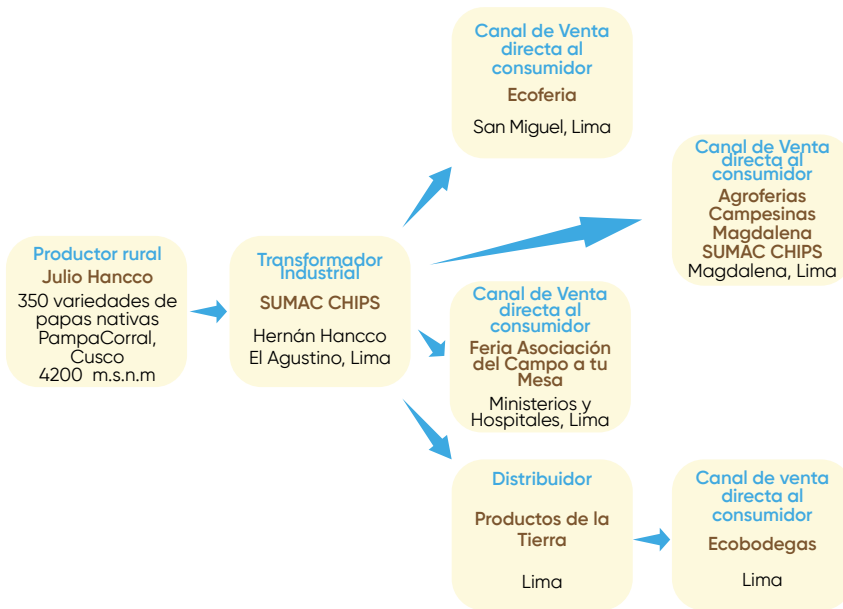 Productor rural
Julio Hancco
350 variedades de
papas nativas
PampaCorral,
Cusco
4200 m.s.n.m
Transformador
Industrial
SUMAC CHIPS
Hernán Hancco
El Agustino, Lima
Canal de Venta
directa al
consumidor
Ecoferia
San Miguel, Lima
Canal de Venta
directa al
consumidor
Agroferias
Campesinas
Magdalena
SUMAC CHIPS
Magdalena, Lima
Canal de Venta
directa al
consumidor
Feria Asociación
del Campo a tu
Mesa
Ministerios y
Hospitales, Lima
Distribuidor
Productos de la
Tierra
Lima
Canal de venta
directa al
consumidor
Ecobodegas
Lima